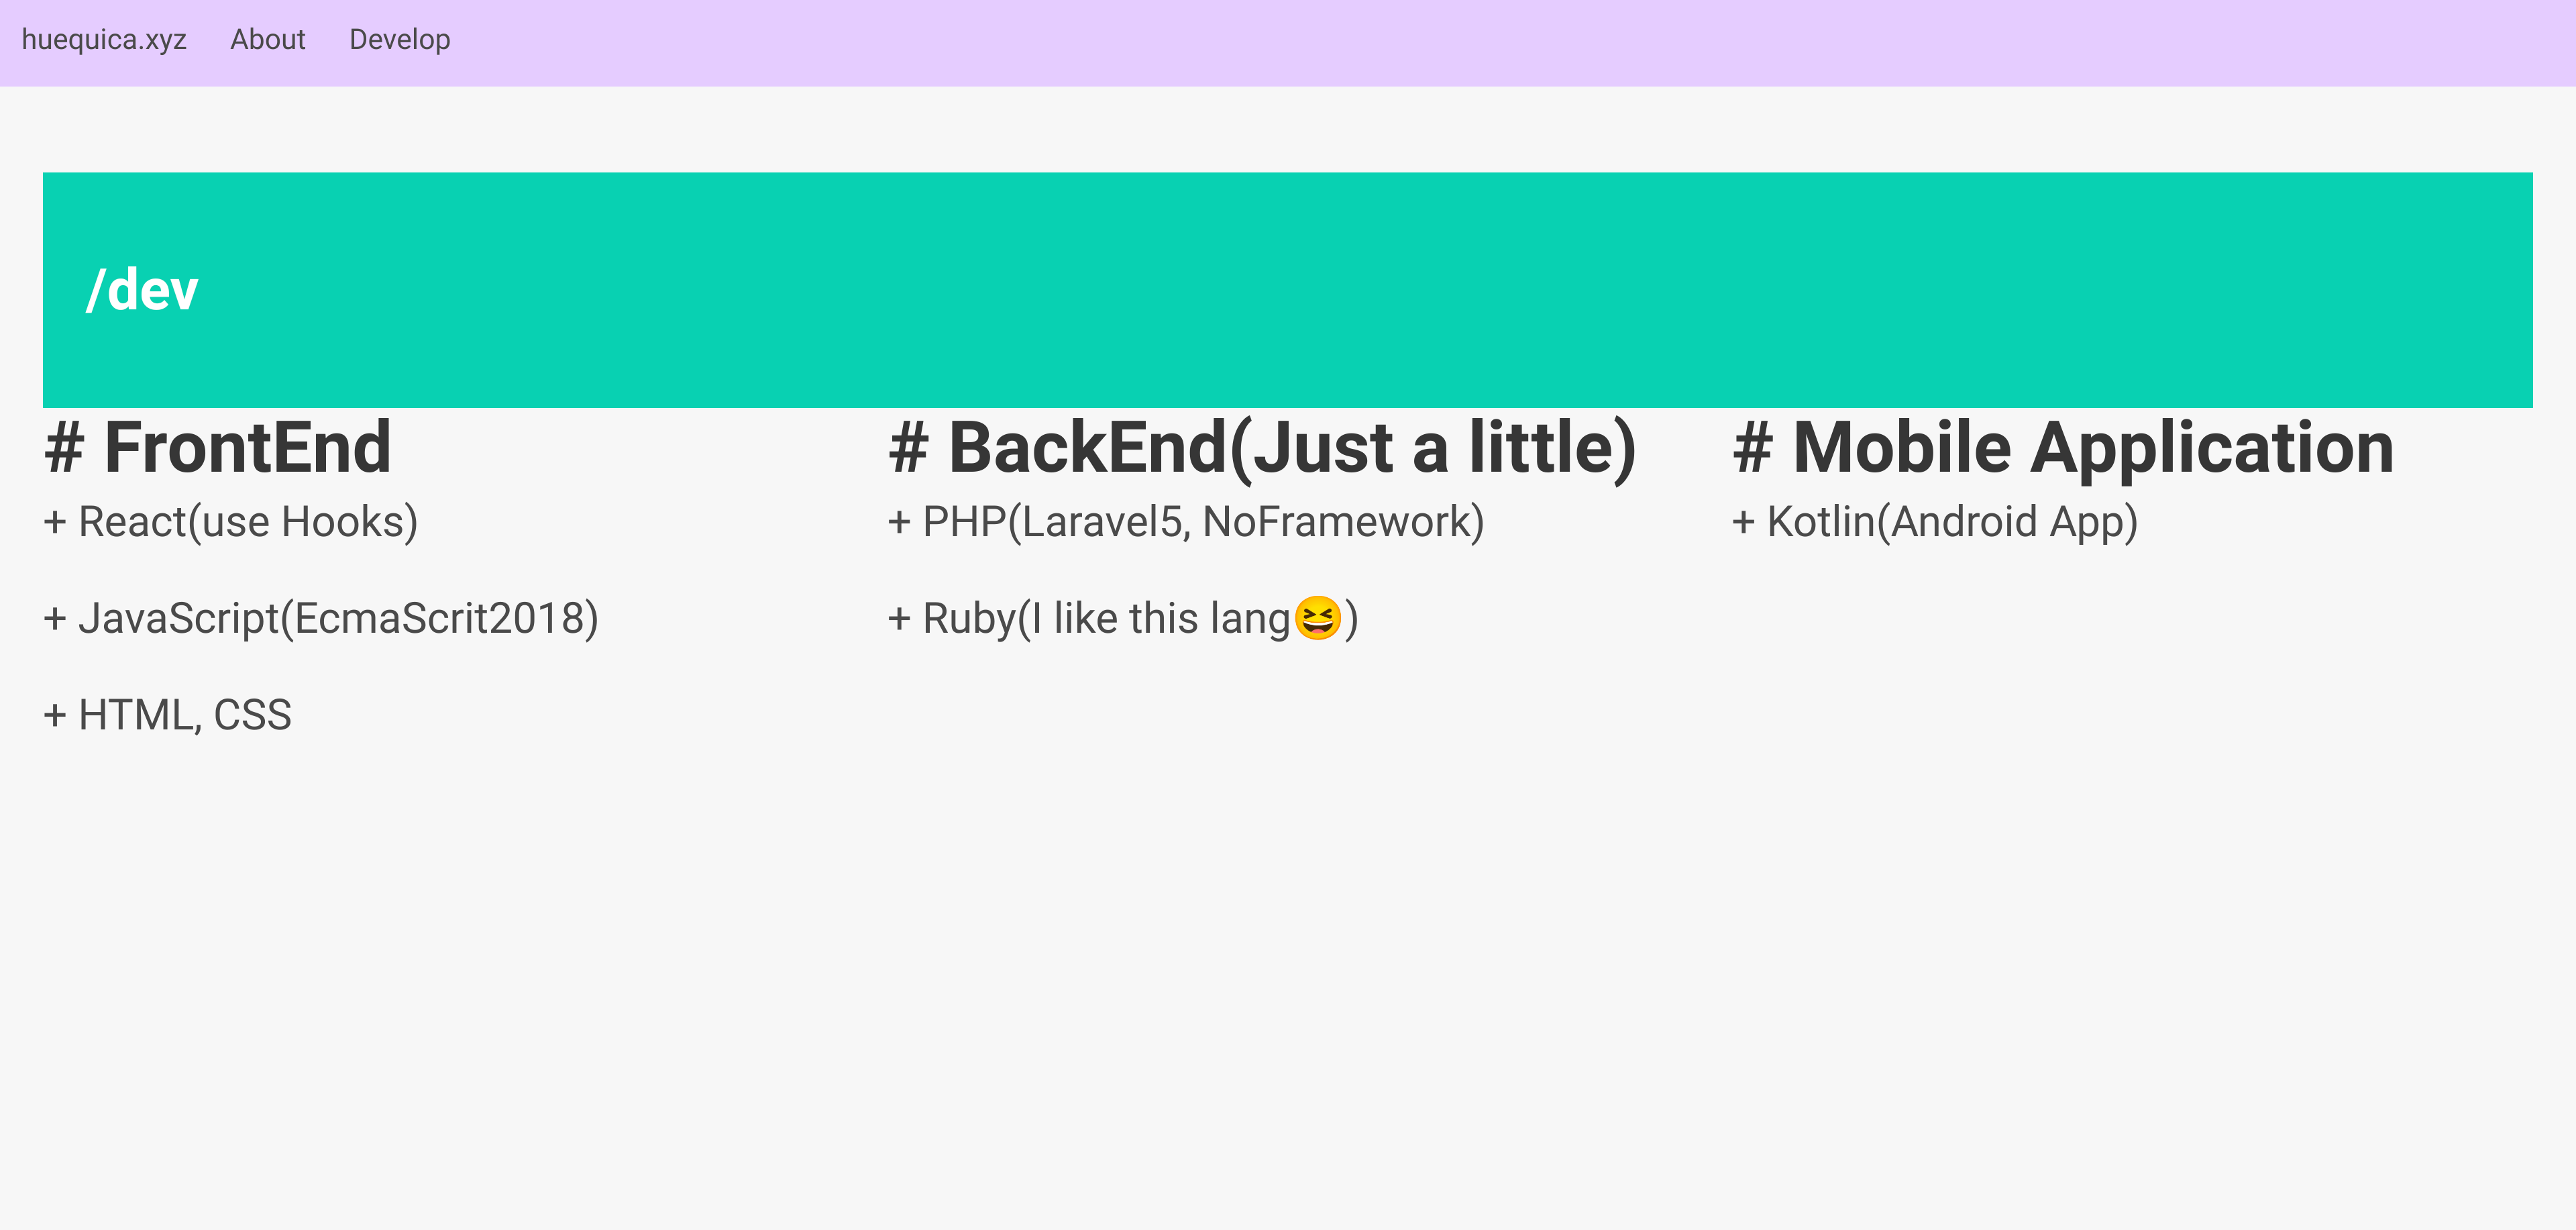 huequica.xyz About Develop
/dev
# FrontEnd
+ React(use Hooks)
+ JavaScript(EcmaScrit2018)
+ HTML, CSS
# BackEnd(Just a little)
+ PHP(Laravel5, NoFramework)
+ Ruby(I like this lang😆)
# Mobile Application
+ Kotlin(Android App)